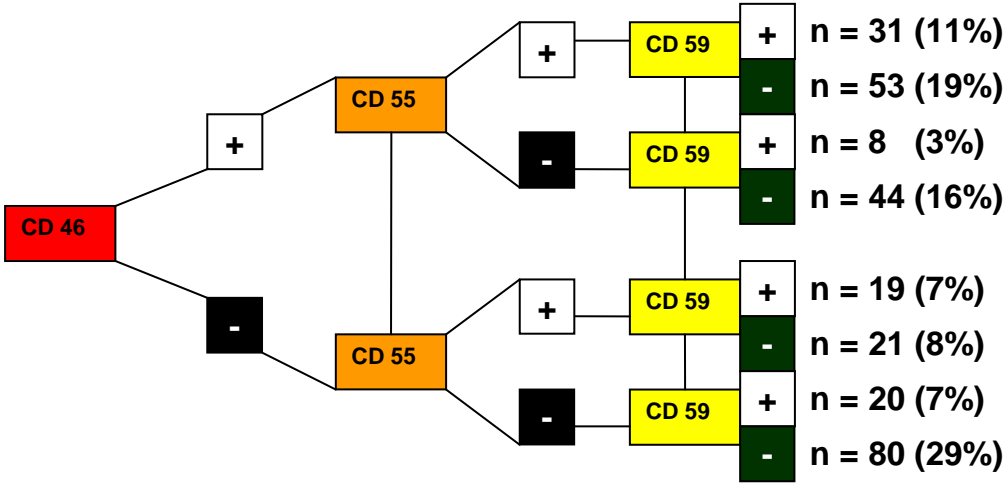 CD 46
+
-
CD 55
CD 55
+
-
+
-
CD 59 + n = 31 (11%)
- n = 53 (19%)
CD 59 + n = 8 (3%)
- n = 44 (16%)
CD 59 + n = 19 (7%)
- n = 21 (8%)
CD 59 + n = 20 (7%)
- n = 80 (29%)